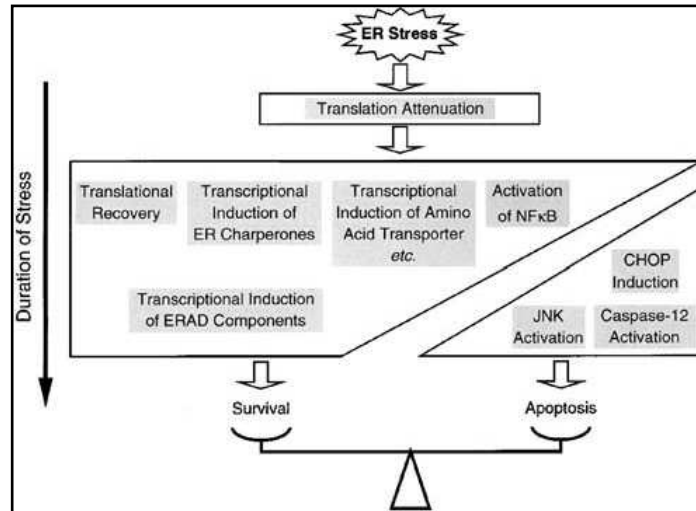 ER Stress
Translation Attenuation
Duration of Stress
Translational
Recovery
Transcriptional
Induction of
ER Charperones
Transcriptional
Induction of Amino
Acid Transporter
etc.
Activation
of NFκB
Transcriptional Induction
of ERAD Components
CHOP
Induction
JNK
Activation
Caspase-12
Activation
Survival
Apoptosis